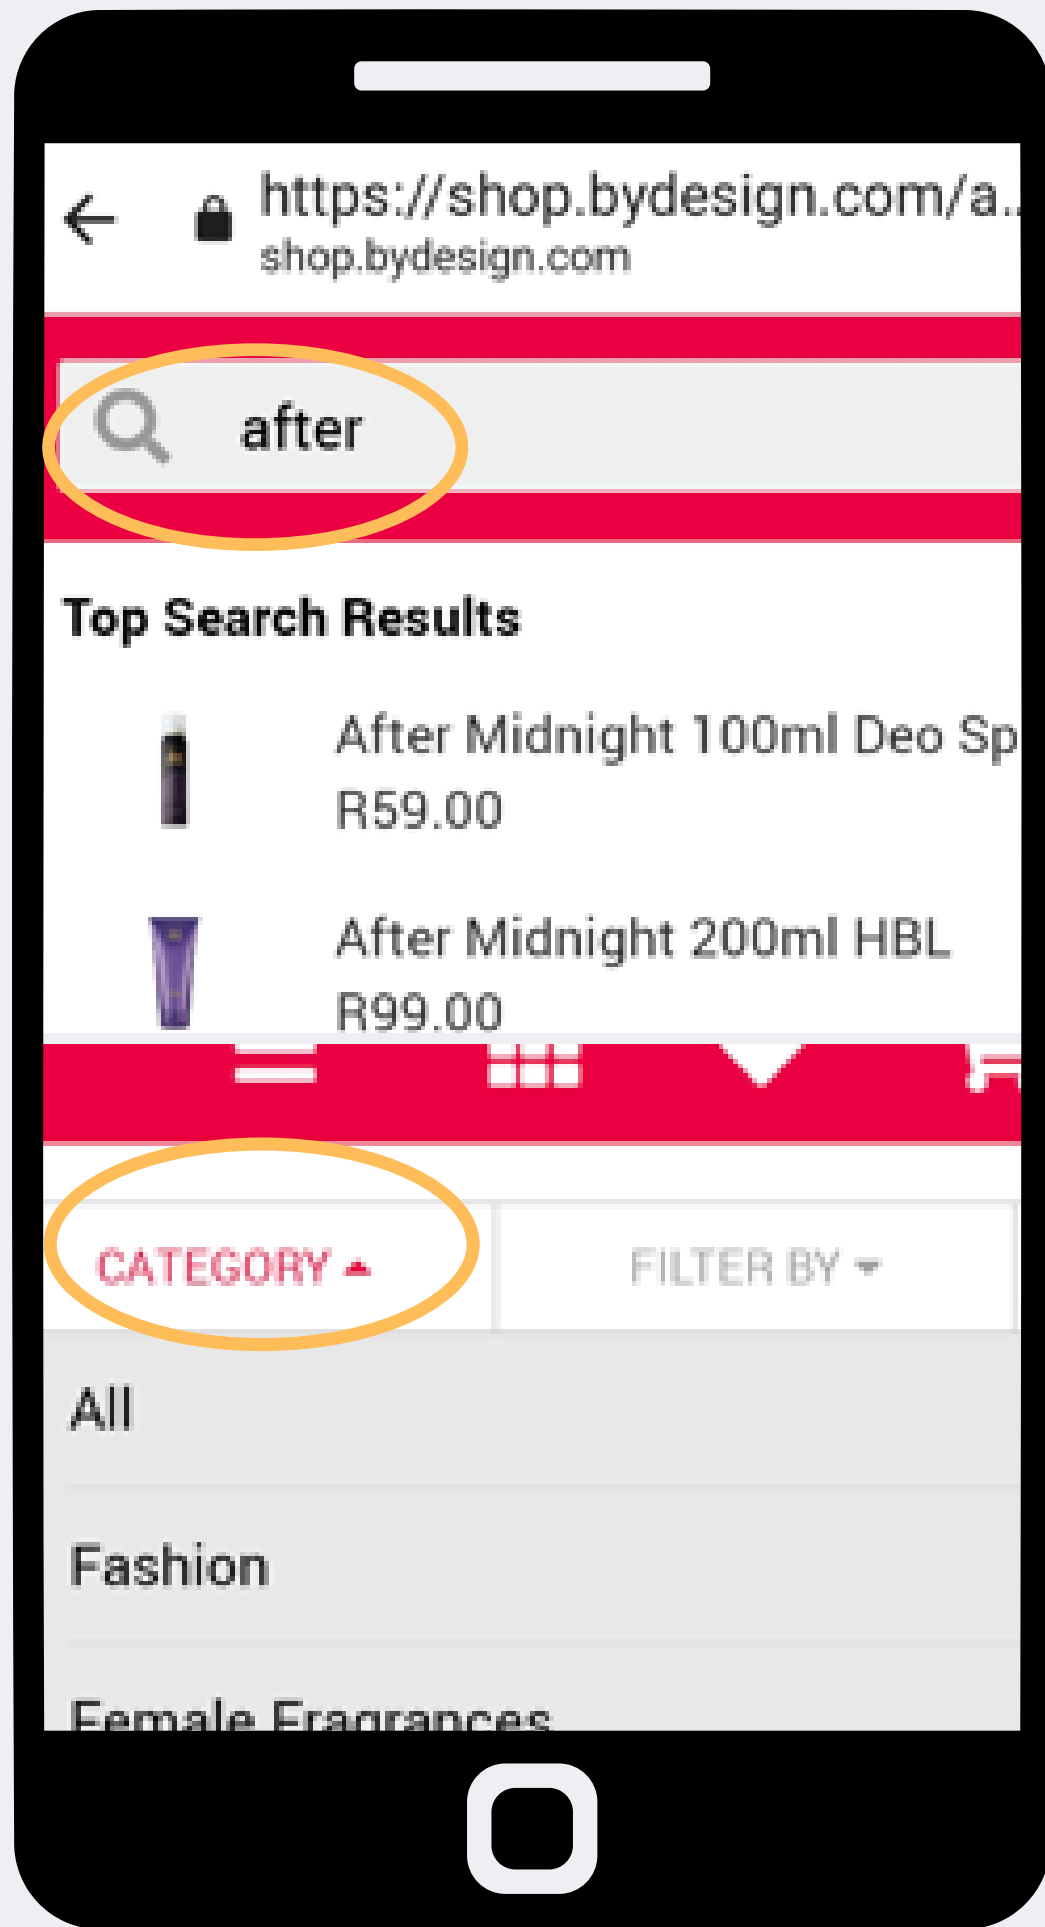 https://shop.bydesign.com/a..
shop.bydesign.com
after
Top Search Results
After Midnight 100ml Deo Sp
R59.00
After Midnight 200ml HBL
R99.00
CATEGORY
FILTER BY
All
Fashion
Female Fragrances